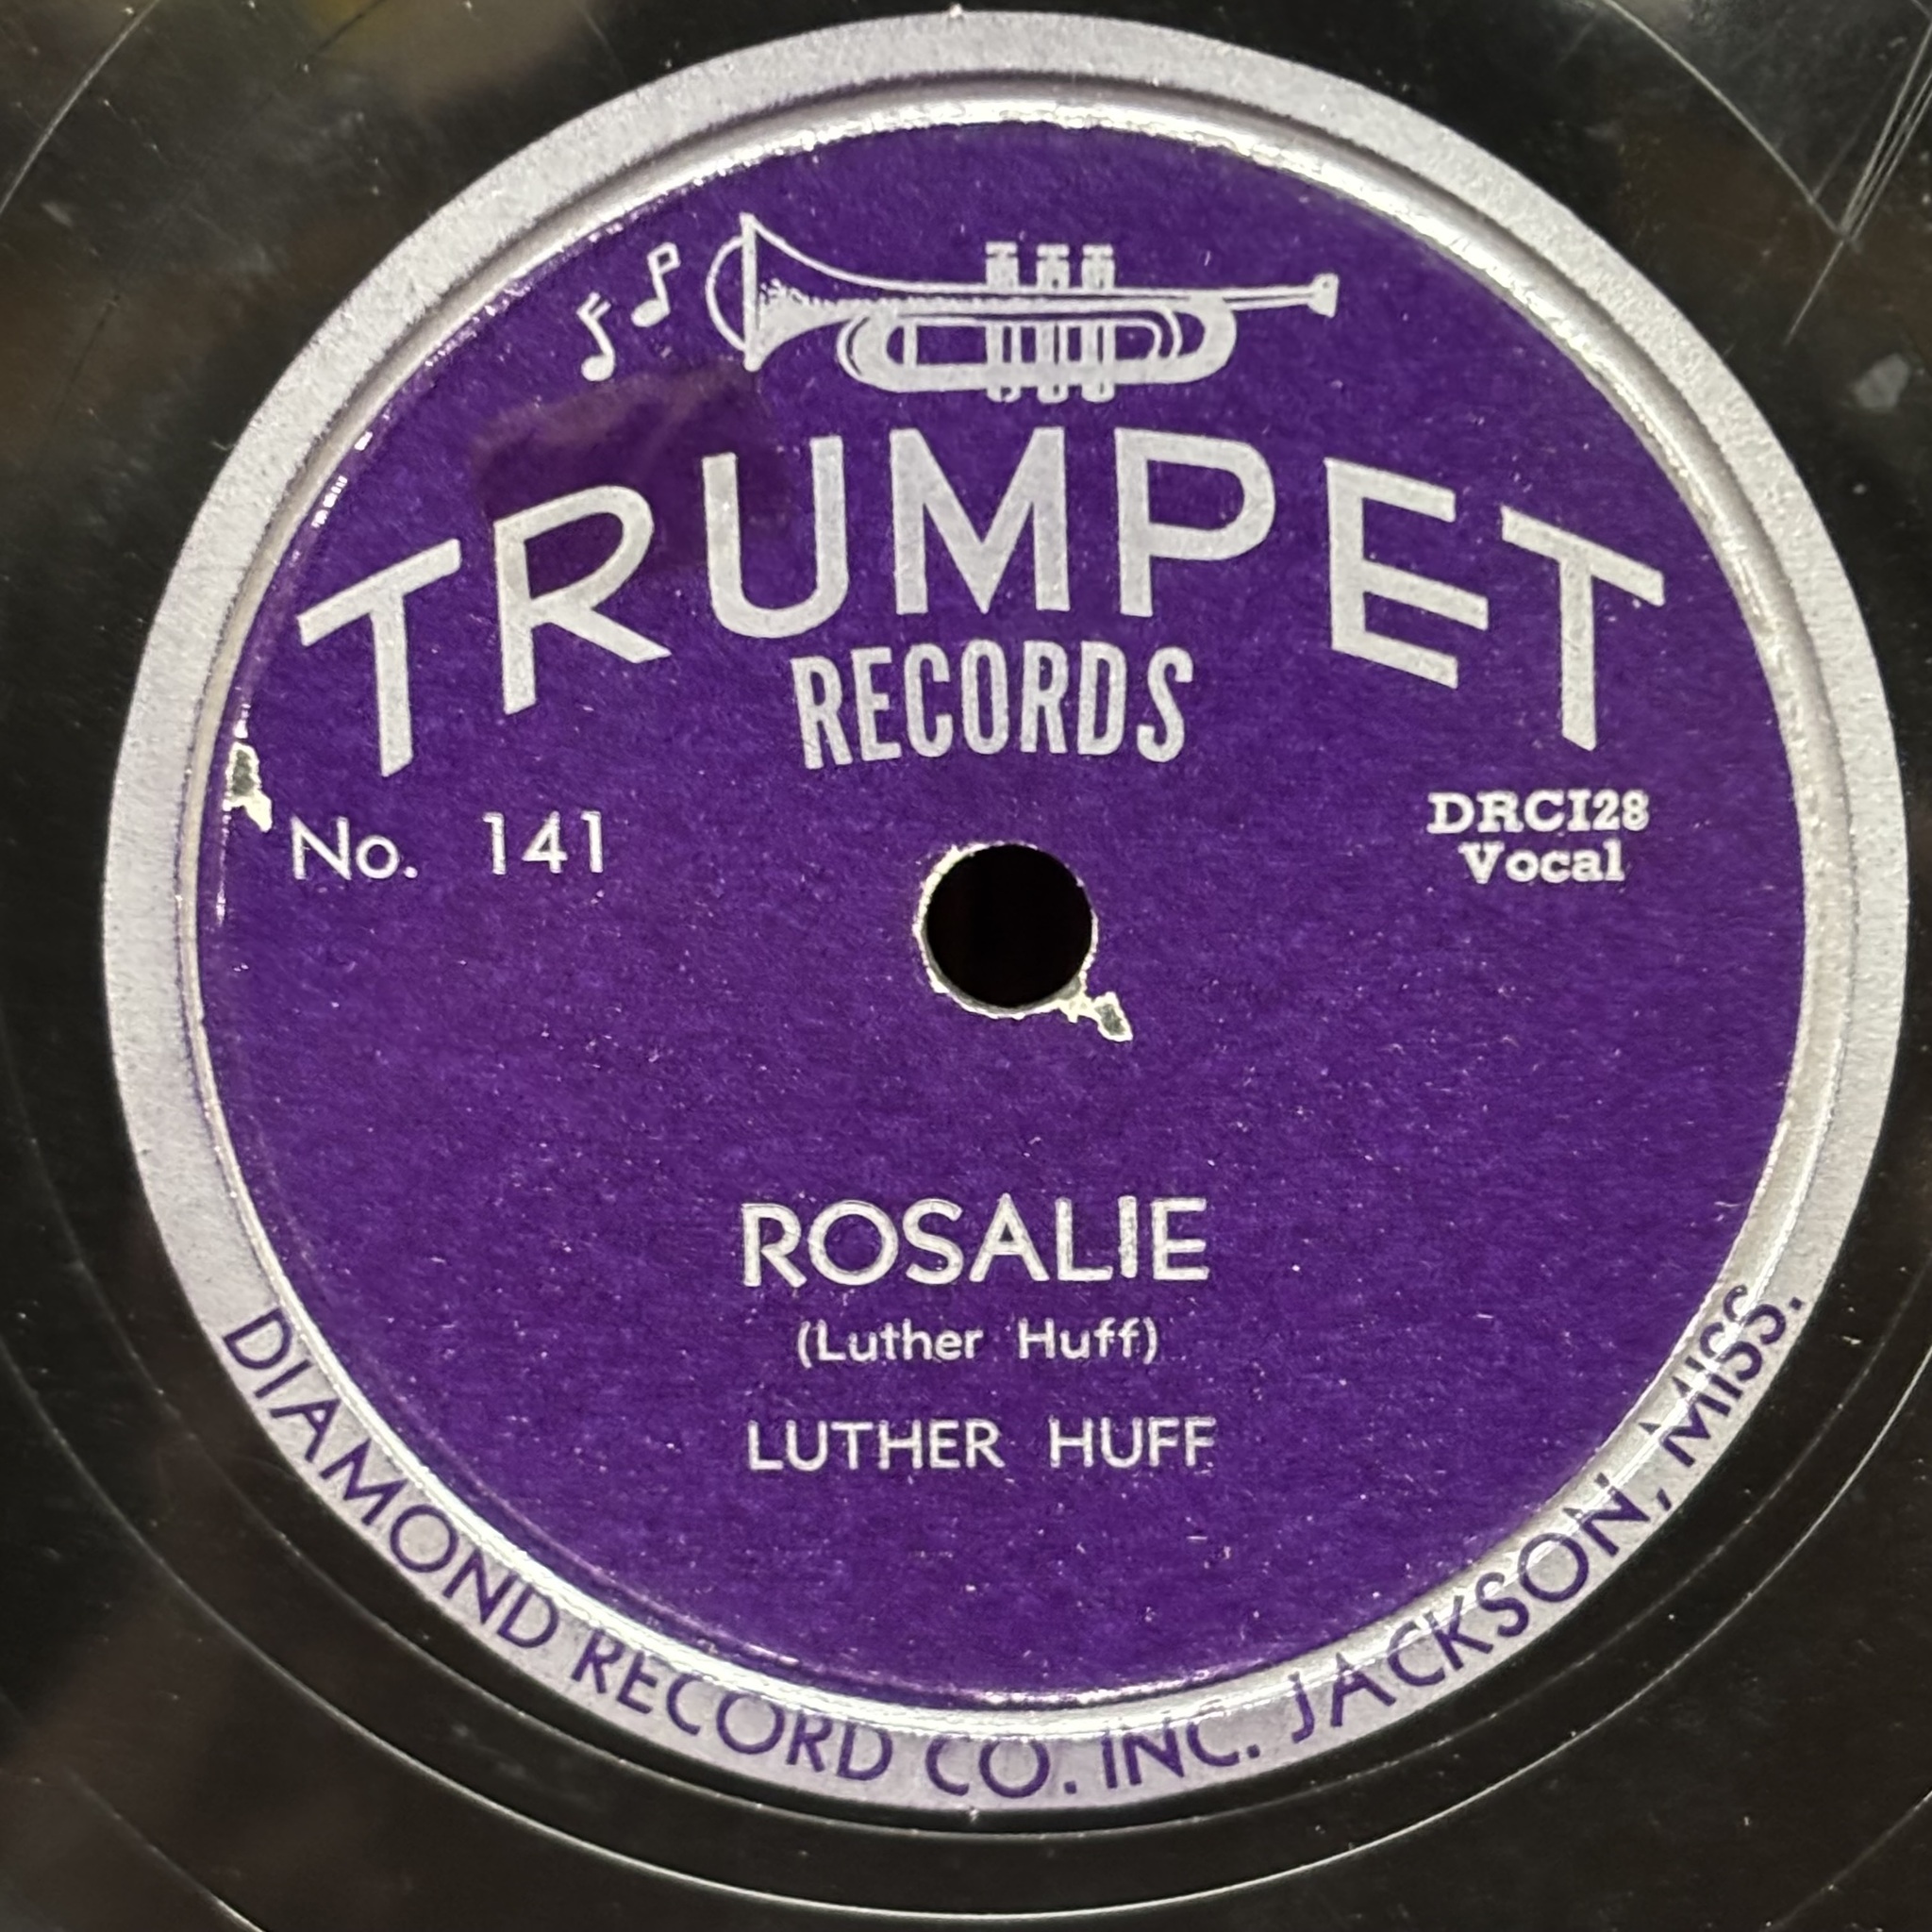 TRUMPET
RECORDS
No. 141
DRC128
Vocal
ROSALIE
(Luther Huff)
LUTHER HUFF
DIAMOND RECORD CO. INC. JACKSON, MISS.